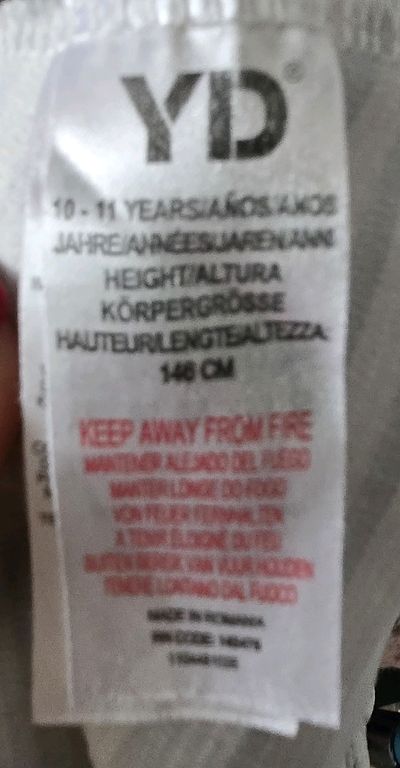 YD®
10 - 11 YEARS/AÑOS/ANOS
JAHRE/ANNÉES/JAREN/ANNI
HEIGHT/ALTURA
KÖRPERGRÖSSE
HAUTEUR/LENGTE/ALTEZZA:
146 CM
KEEP AWAY FROM FIRE
MANTENER ALEJADO DEL FUEGO
MANTER LONGE DO FOGO
VON FEUER FERNHALTEN
A TENIR ÉLOIGNÉ DU FEU
BUITEN BEREIK VAN VUUR HOUDEN
TENERE LONTANO DAL FUOCO
MADE IN ROMANIA
CODE: